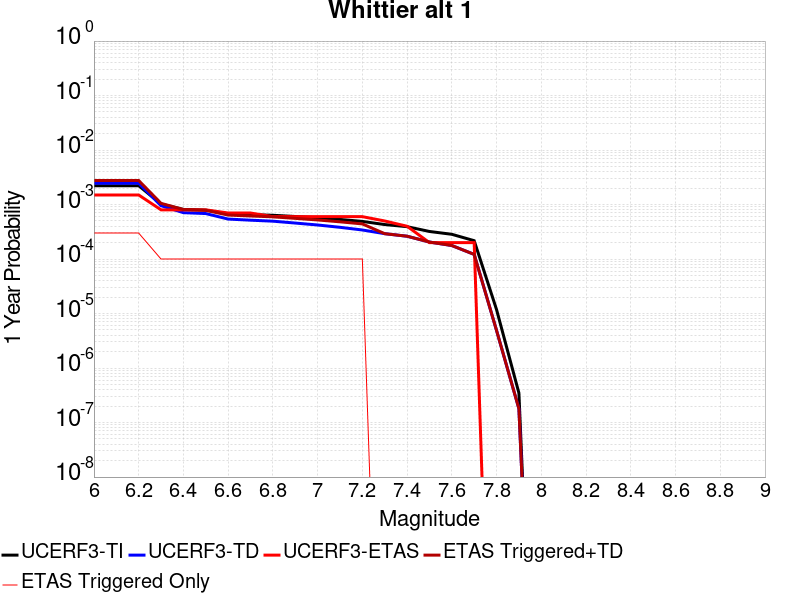 Whittier alt 1
10^0
10^-1
10^-2
10^-3
10^-4
10^-5
10^-6
10^-7
10^-8
1 Year Probability
6 6.2 6.4 6.6 6.8 7 7.2 7.4 7.6 7.8 8 8.2 8.4 8.6 8.8 9
Magnitude
UCERF3-TI UCERF3-TD UCERF3-ETAS ETAS Triggered+TD
ETAS Triggered Only